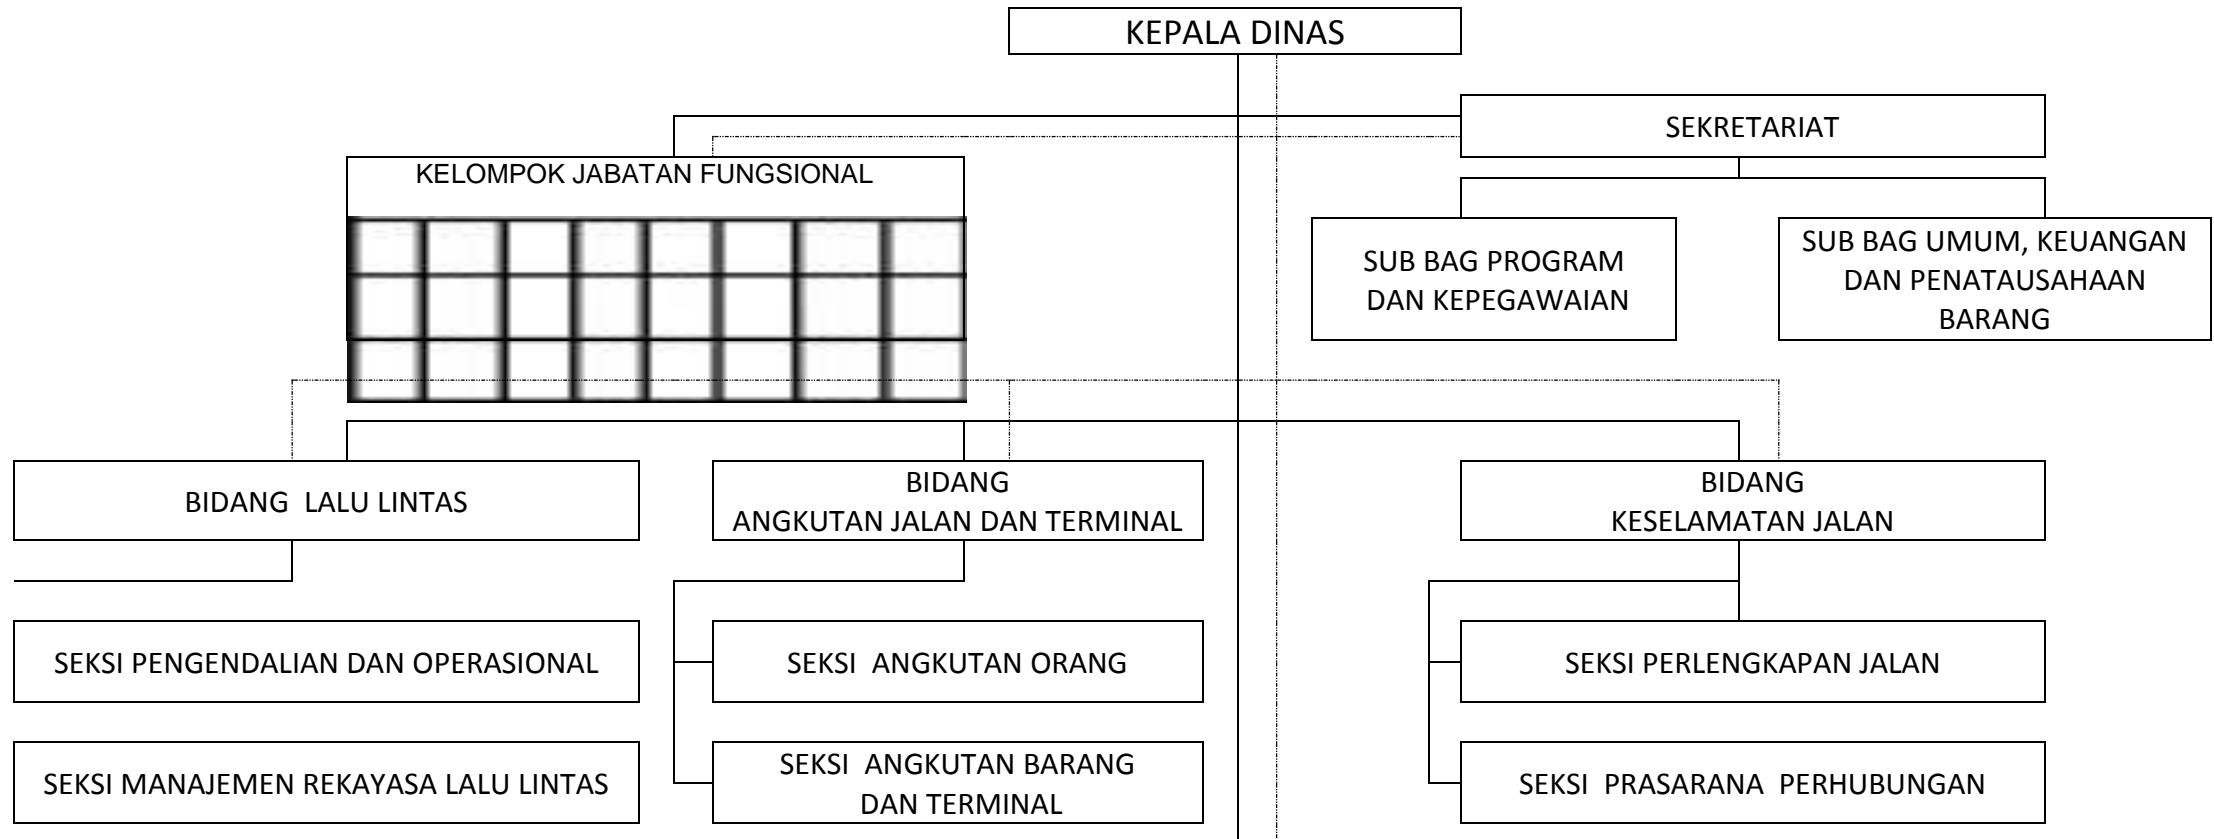 KEPALA DINAS
SEKRETARIAT
KELOMPOK JABATAN FUNGSIONAL
SUB BAG PROGRAM
DAN KEPEGAWAIAN
SUB BAG UMUM, KEUANGAN
DAN PENATAUSAHAAN
BARANG
BIDANG LALU LINTAS
BIDANG
ANGKUTAN JALAN DAN TERMINAL
BIDANG
KESELAMATAN JALAN
SEKSI PENGENDALIAN DAN OPERASIONAL
SEKSI ANGKUTAN ORANG
SEKSI PERLENGKAPAN JALAN
SEKSI MANAJEMEN REKAYASA LALU LINTAS
SEKSI ANGKUTAN BARANG
DAN TERMINAL
SEKSI PRASARANA PERHUBUNGAN